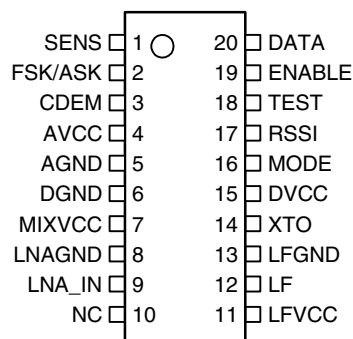 SENS 1 20 DATA
FSK/ASK 2 19 ENABLE
CDEM 3 18 TEST
AVCC 4 17 RSSI
AGND 5 16 MODE
DGND 6 15 DVCC
MIXVCC 7 14 XTO
LNAGND 8 13 LFGND
LNA_IN 9 12 LF
NC 10 11 LFVCC